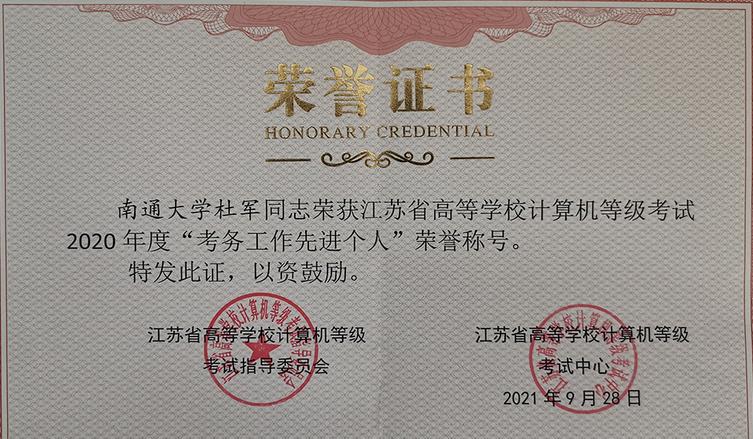 荣誉证书
HONORARY CREDENTIAL
南通大学杜军同志荣获江苏省高等学校计算机等级考试
2020年度“考务工作先进个人”荣誉称号。
特发此证，以资鼓励。
江苏省高等学校计算机等级
考试指导委员会
江苏省高等学校计算机等级
考试中心
2021年9月28日